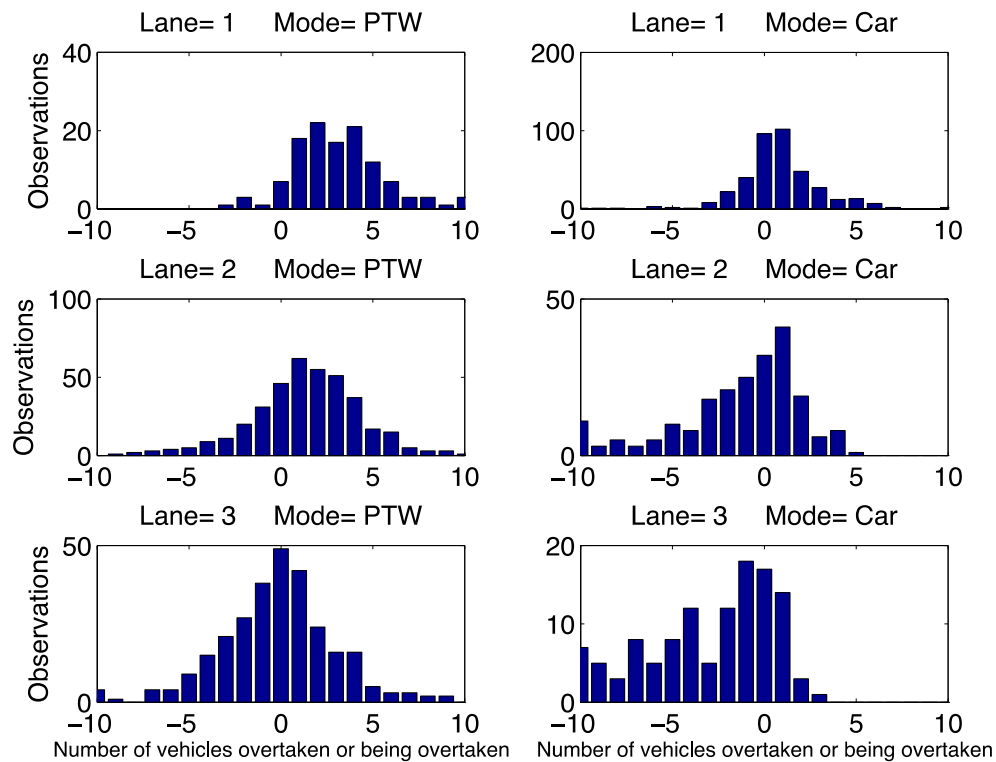 Lane= 1 Mode= PTW
Lane= 1 Mode= Car
40
20
0
Observations
−10 −5 0 5 10
200
100
0
−10 −5 0 5 10
Lane= 2 Mode= PTW
Lane= 2 Mode= Car
100
50
0
Observations
−10 −5 0 5 10
50
0
−10 −5 0 5 10
Lane= 3 Mode= PTW
Lane= 3 Mode= Car
50
0
Observations
−10 −5 0 5 10
Number of vehicles overtaken or being overtaken
20
10
0
−10 −5 0 5 10
Number of vehicles overtaken or being overtaken